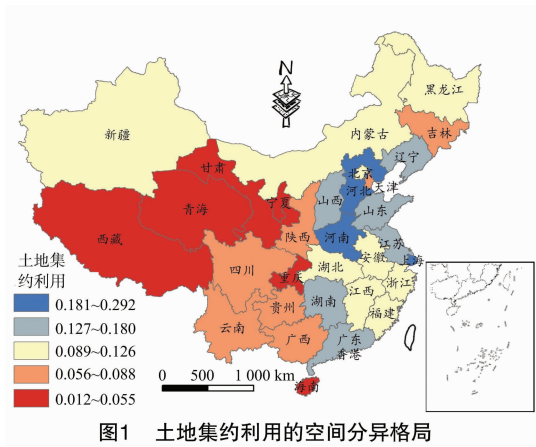 N
黑龙江
新疆
内蒙古
吉林
甘肃
辽宁
北京
天津
河北
宁夏
山西
山东
青海
陕西
河南
江苏
西藏
安徽
上海
土地集
约利用
四川
湖北
重庆
浙江
0.181~0.292
江西
湖南
贵州
福建
0.127~0.180
云南
广西
广东
0.089~0.126
香港
0.056~0.088
0 500 1 000 km
海南
0.012~0.055
图1 土地集约利用的空间分异格局